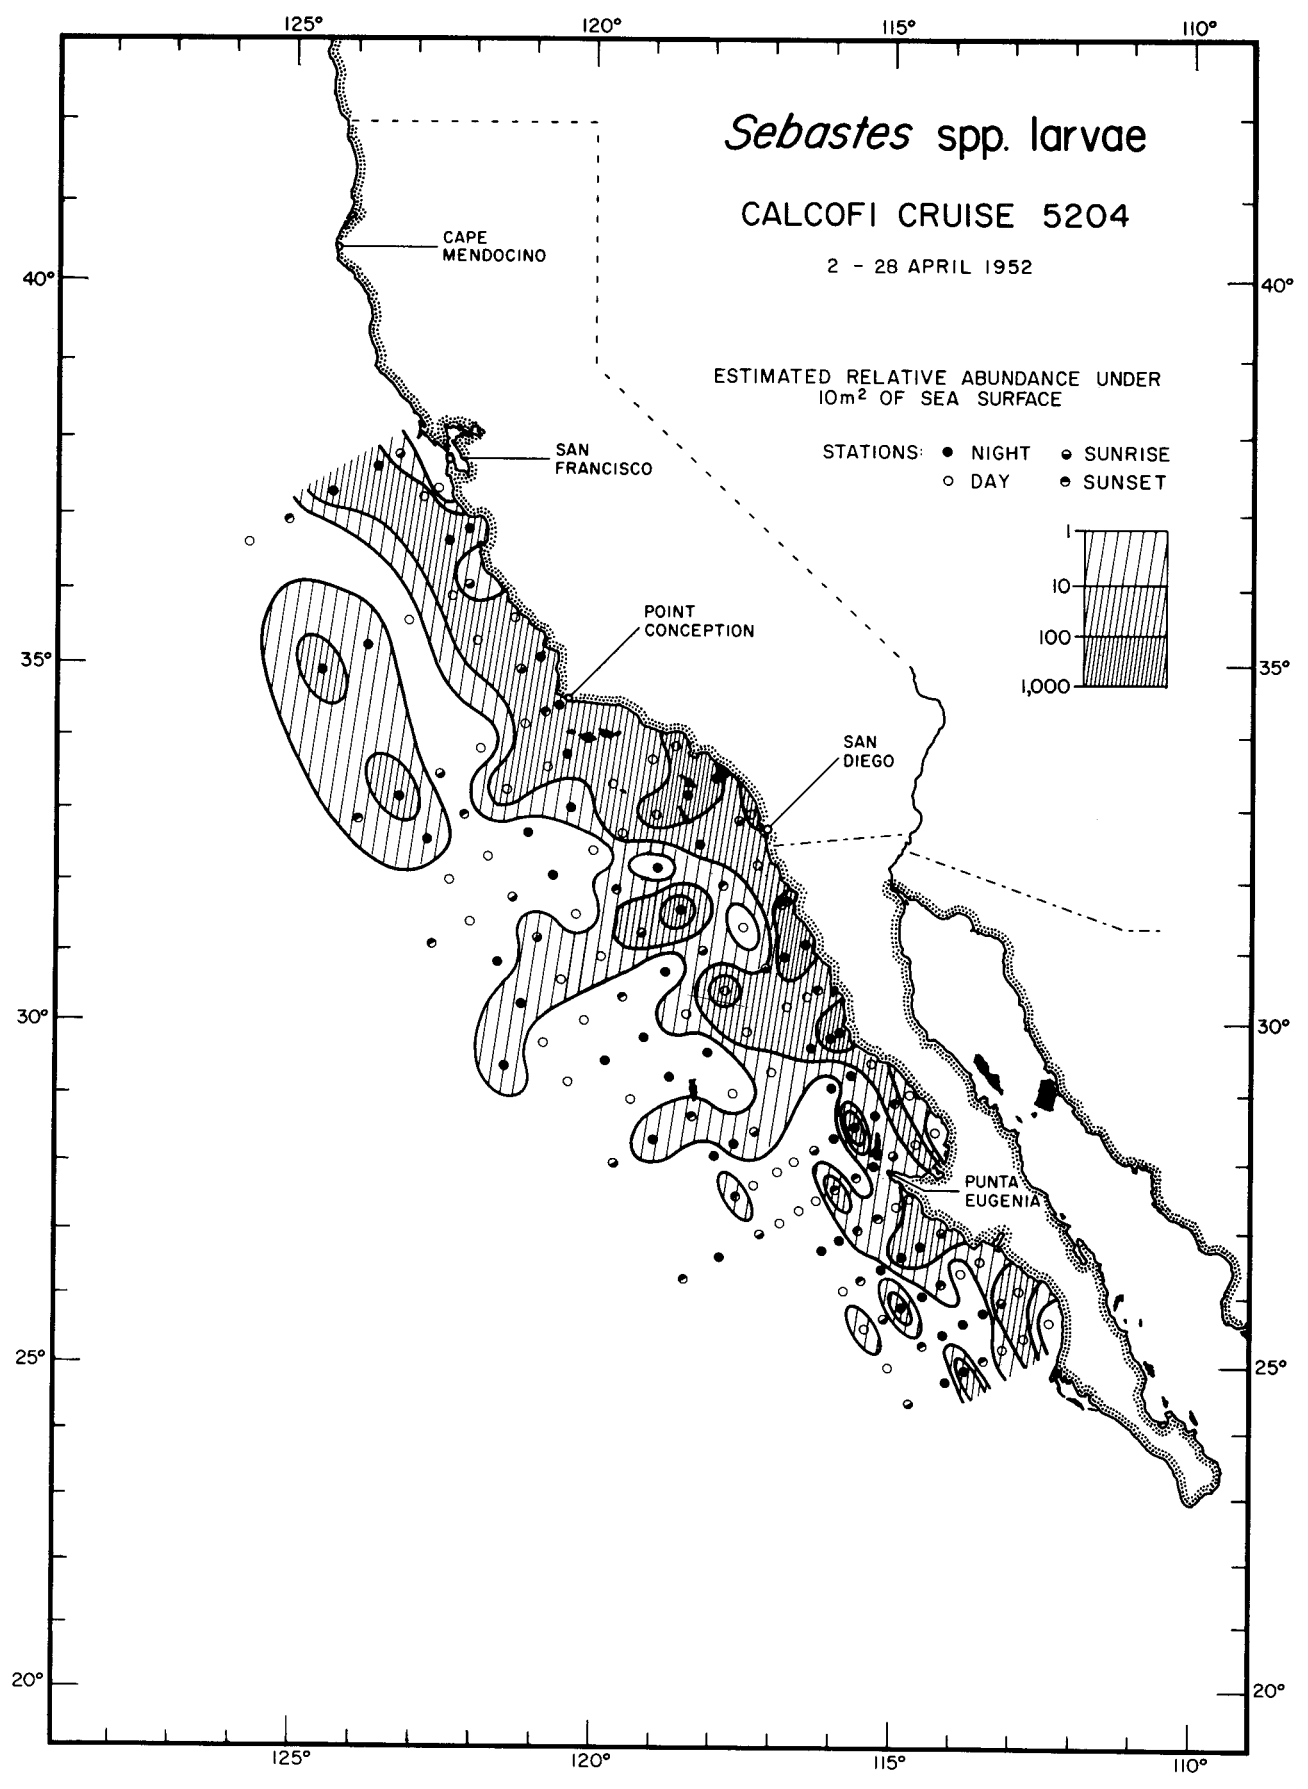 125° 120° 115° 110°
Sebastes spp. larvae
CALCOFI CRUISE 5204
2 – 28 APRIL 1952
CAPE
MENDOCINO
40° 40°
ESTIMATED RELATIVE ABUNDANCE UNDER
10m² OF SEA SURFACE
STATIONS: NIGHT SUNRISE
DAY SUNSET
SAN
FRANCISCO
1
10
100
1,000
POINT
CONCEPTION
35° 35°
SAN
DIEGO
30° 30°
PUNTA
EUGENIA
25° 25°
20° 20°
125° 120° 115° 110°